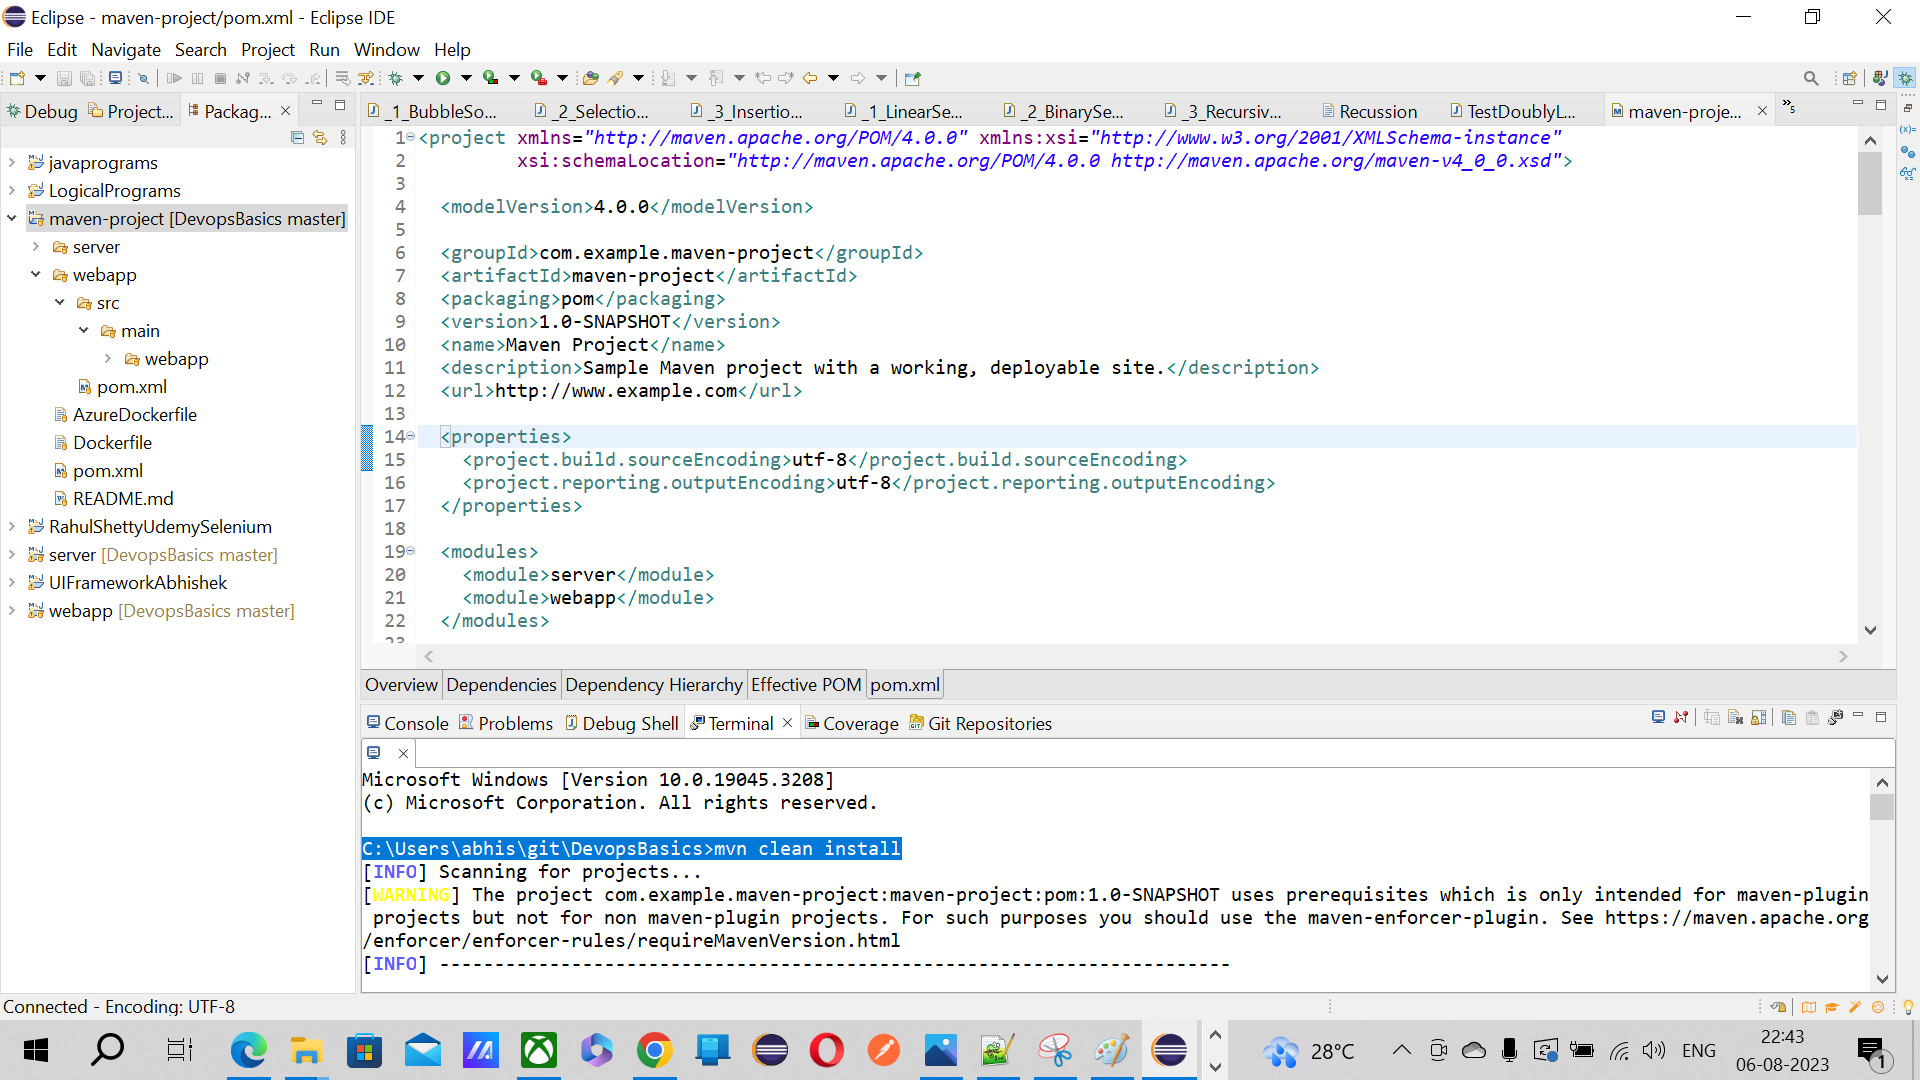 Eclipse - maven-project/pom.xml - Eclipse IDE
File Edit Navigate Search Project Run Window Help
Debug Project... Packag...
_1_BubbleSo... _2_Selectio... _3_Insertio... _1_LinearSe... _2_BinarySe... _3_Recursiv... Recussion TestDoublyL... maven-proje... »5
javaprograms
LogicalPrograms
maven-project [DevopsBasics master]
server
webapp
src
main
webapp
pom.xml
AzureDockerfile
Dockerfile
pom.xml
README.md
RahulShettyUdemySelenium
server [DevopsBasics master]
UIFrameworkAbhishek
webapp [DevopsBasics master]
1 <project xmlns="http://maven.apache.org/POM/4.0.0" xmlns:xsi="http://www.w3.org/2001/XMLSchema-instance"
2 xsi:schemaLocation="http://maven.apache.org/POM/4.0.0 http://maven.apache.org/maven-v4_0_0.xsd">
3
4 <modelVersion>4.0.0</modelVersion>
5
6 <groupId>com.example.maven-project</groupId>
7 <artifactId>maven-project</artifactId>
8 <packaging>pom</packaging>
9 <version>1.0-SNAPSHOT</version>
10 <name>Maven Project</name>
11 <description>Sample Maven project with a working, deployable site.</description>
12 <url>http://www.example.com</url>
13
14 <properties>
15 <project.build.sourceEncoding>utf-8</project.build.sourceEncoding>
16 <project.reporting.outputEncoding>utf-8</project.reporting.outputEncoding>
17 </properties>
18
19 <modules>
20 <module>server</module>
21 <module>webapp</module>
22 </modules>
23
Overview Dependencies Dependency Hierarchy Effective POM pom.xml
Console Problems Debug Shell Terminal Coverage Git Repositories
Microsoft Windows [Version 10.0.19045.3208]
(c) Microsoft Corporation. All rights reserved.
C:\Users\abhis\git\DevopsBasics>mvn clean install
[INFO] Scanning for projects...
[WARNING] The project com.example.maven-project:maven-project:pom:1.0-SNAPSHOT uses prerequisites which is only intended for maven-plugin
projects but not for non maven-plugin projects. For such purposes you should use the maven-enforcer-plugin. See https://maven.apache.org
/enforcer/enforcer-rules/requireMavenVersion.html
[INFO] ------------------------------------------------------------------------
Connected - Encoding: UTF-8
28°C ENG 22:43
06-08-2023
1